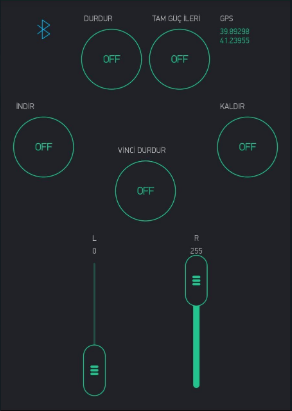 DURDUR
TAM GÜÇ İLERİ
GPS
39.89298
41.23955
OFF
OFF
İNDİR
KALDIR
OFF
OFF
VİNCİ DURDUR
OFF
L
R
0
255